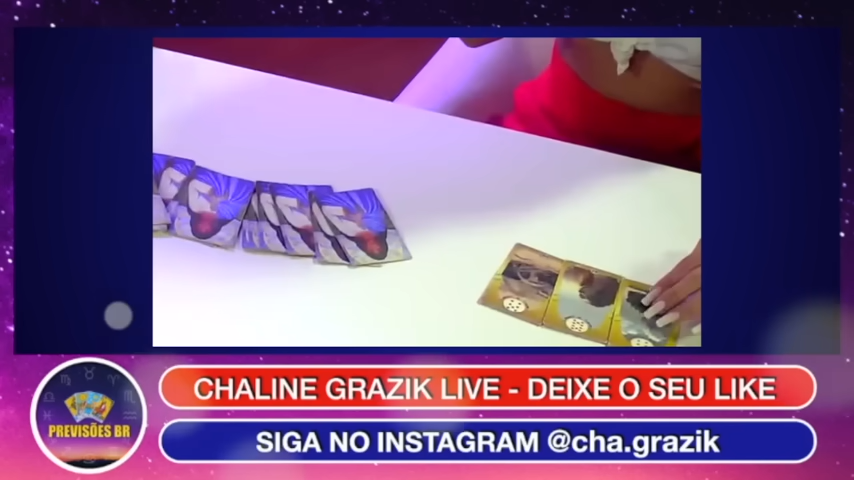 CHALINE GRAZIK LIVE - DEIXE O SEU LIKE
PREVISÕES BR
SIGA NO INSTAGRAM @cha.grazik